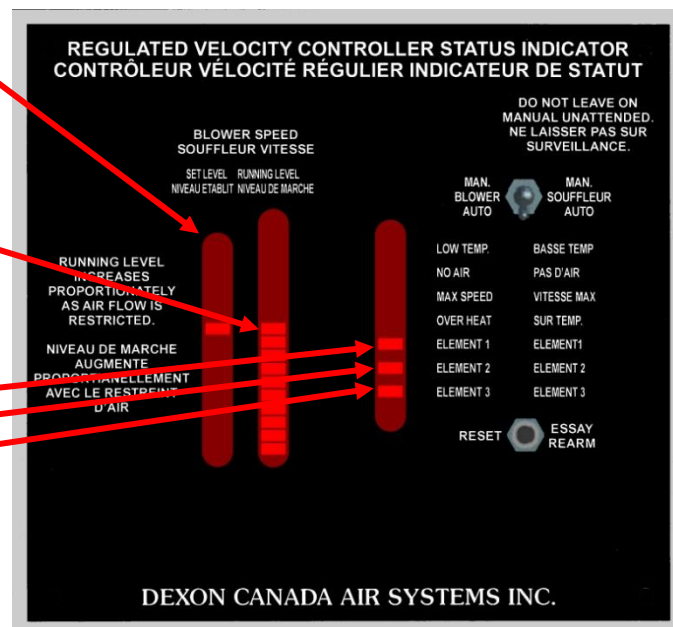 REGULATED VELOCITY CONTROLLER STATUS INDICATOR
CONTRÔLEUR VÉLOCITÉ RÉGULIER INDICATEUR DE STATUT
DO NOT LEAVE ON
MANUAL UNATTENDED.
NE LAISSER PAS SUR
SURVEILLANCE.
BLOWER SPEED
SOUFFLEUR VITESSE
SET LEVEL RUNNING LEVEL
NIVEAU ETABLIT NIVEAU DE MARCHE
MAN. MAN.
BLOWER SOUFFLEUR
AUTO AUTO
RUNNING LEVEL
INCREASES
PROPORTIONATELY
AS AIR FLOW IS
RESTRICTED.
NIVEAU DE MARCHE
AUGMENTE
PROPORTIANELLEMENT
AVEC LE RESTREINT
D'AIR
LOW TEMP. BASSE TEMP
NO AIR PAS D'AIR
MAX SPEED VITESSE MAX
OVER HEAT SUR TEMP.
ELEMENT 1 ELEMENT1
ELEMENT 2 ELEMENT 2
ELEMENT 3 ELEMENT 3
RESET ESSAY
REARM
DEXON CANADA AIR SYSTEMS INC.